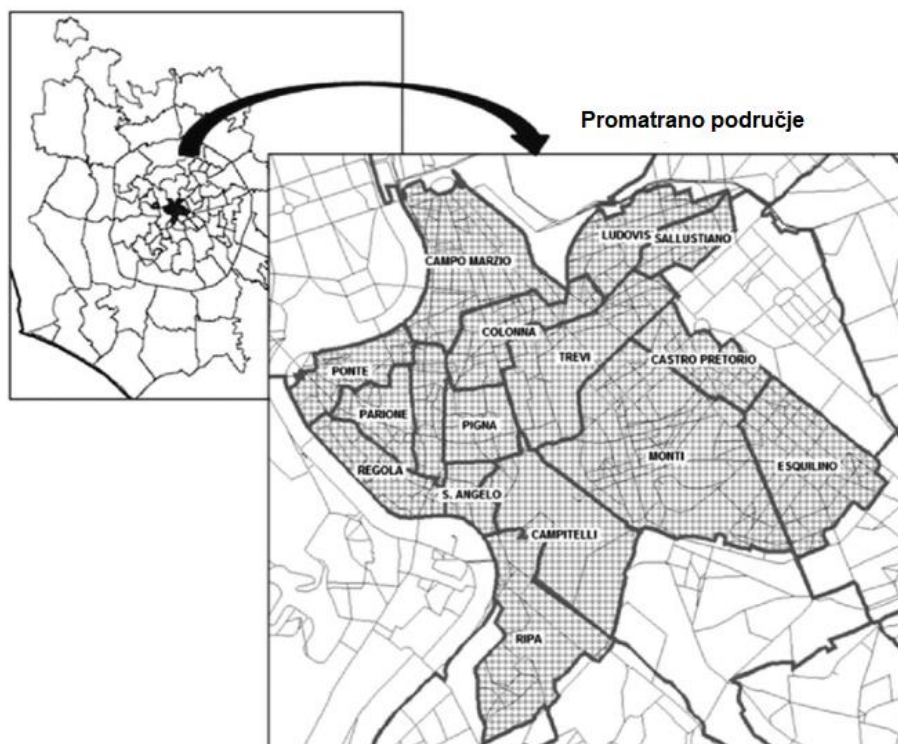 Promatrano područje
LUDOVIS
SALLUSTIANO
CAMPO MARZIO
COLONNA
TREVI
CASTRO PRETORIO
PONTE
PARIONE
PIGNA
MONTI
ESQUILINO
REGOLA
S. ANGELO
CAMPITELLI
RIPA